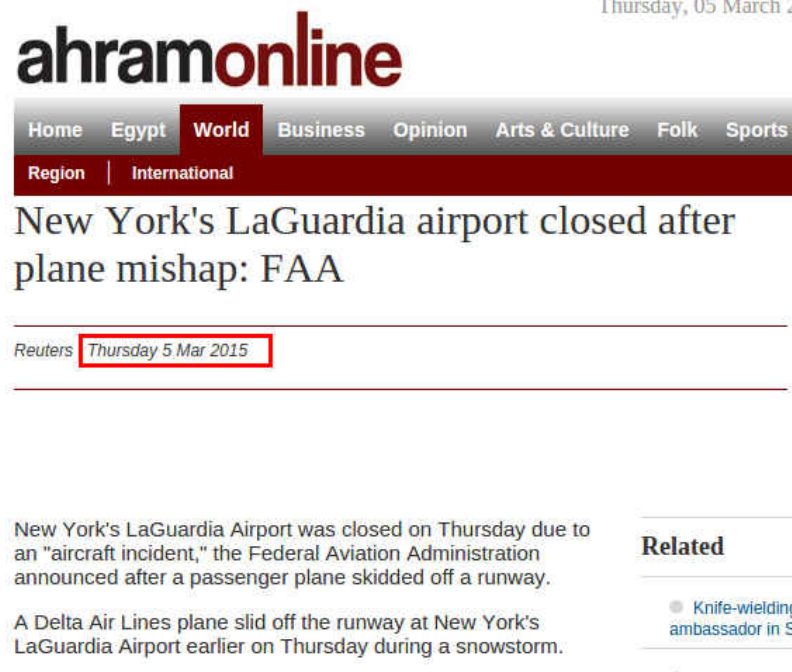 Thursday, 05 March
ahramonline
Home Egypt World Business Opinion Arts & Culture Folk Sports
Region | International
New York's LaGuardia airport closed after
plane mishap: FAA
Reuters Thursday 5 Mar 2015
New York's LaGuardia Airport was closed on Thursday due to
an "aircraft incident," the Federal Aviation Administration
announced after a passenger plane skidded off a runway.
A Delta Air Lines plane slid off the runway at New York's
LaGuardia Airport earlier on Thursday during a snowstorm.
Related
Knife-wielding
ambassador in S